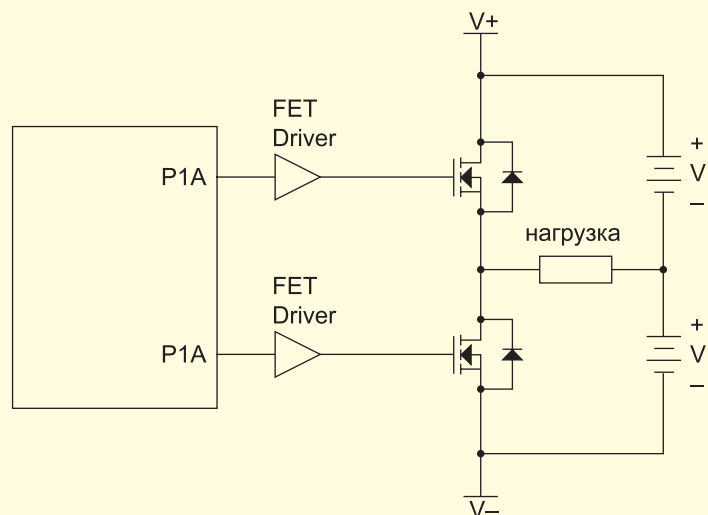 V+
FET
Driver
P1A
+
V
–
нагрузка
FET
Driver
P1A
+
V
–
V–